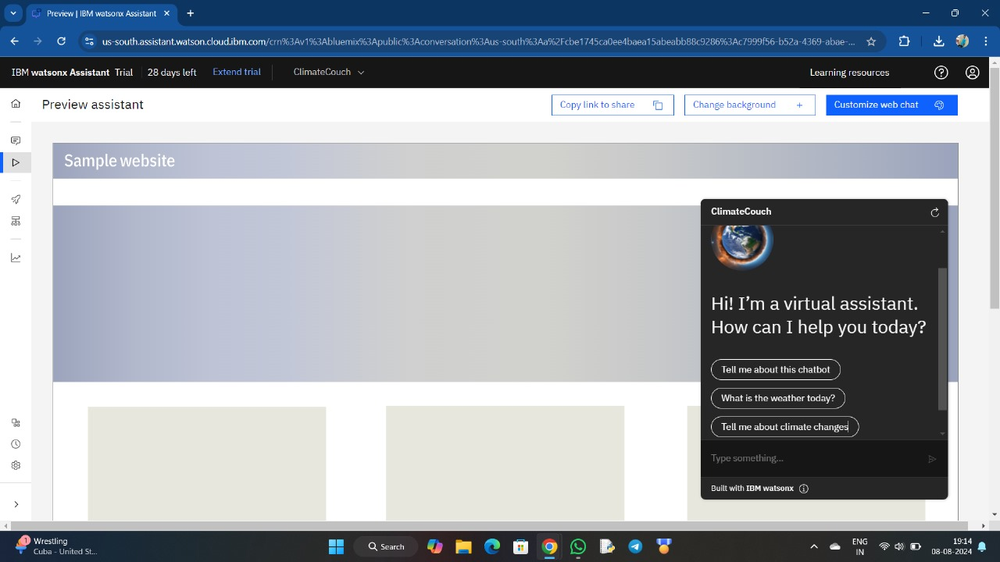 Preview | IBM watsonx Assistant
us-south.assistant.watson.cloud.ibm.com/crn%3Av1%3Abluemix%3Apublic%3Aconversation%3Aus-south%3Aa%2Fcbe1745ca0ee4baea15abeabb88c9286%3Ac7999f56-b52a-4369-abae-...
IBM watsonx Assistant Trial 28 days left Extend trial ClimateCouch Learning resources
Preview assistant Copy link to share Change background + Customize web chat
Sample website
ClimateCouch
Hi! I’m a virtual assistant.
How can I help you today?
Tell me about this chatbot
What is the weather today?
Tell me about climate changes
Type something...
Built with IBM watsonx
1
Wrestling
Cuba - United St...
Search
ENG
IN
19:14
08-08-2024